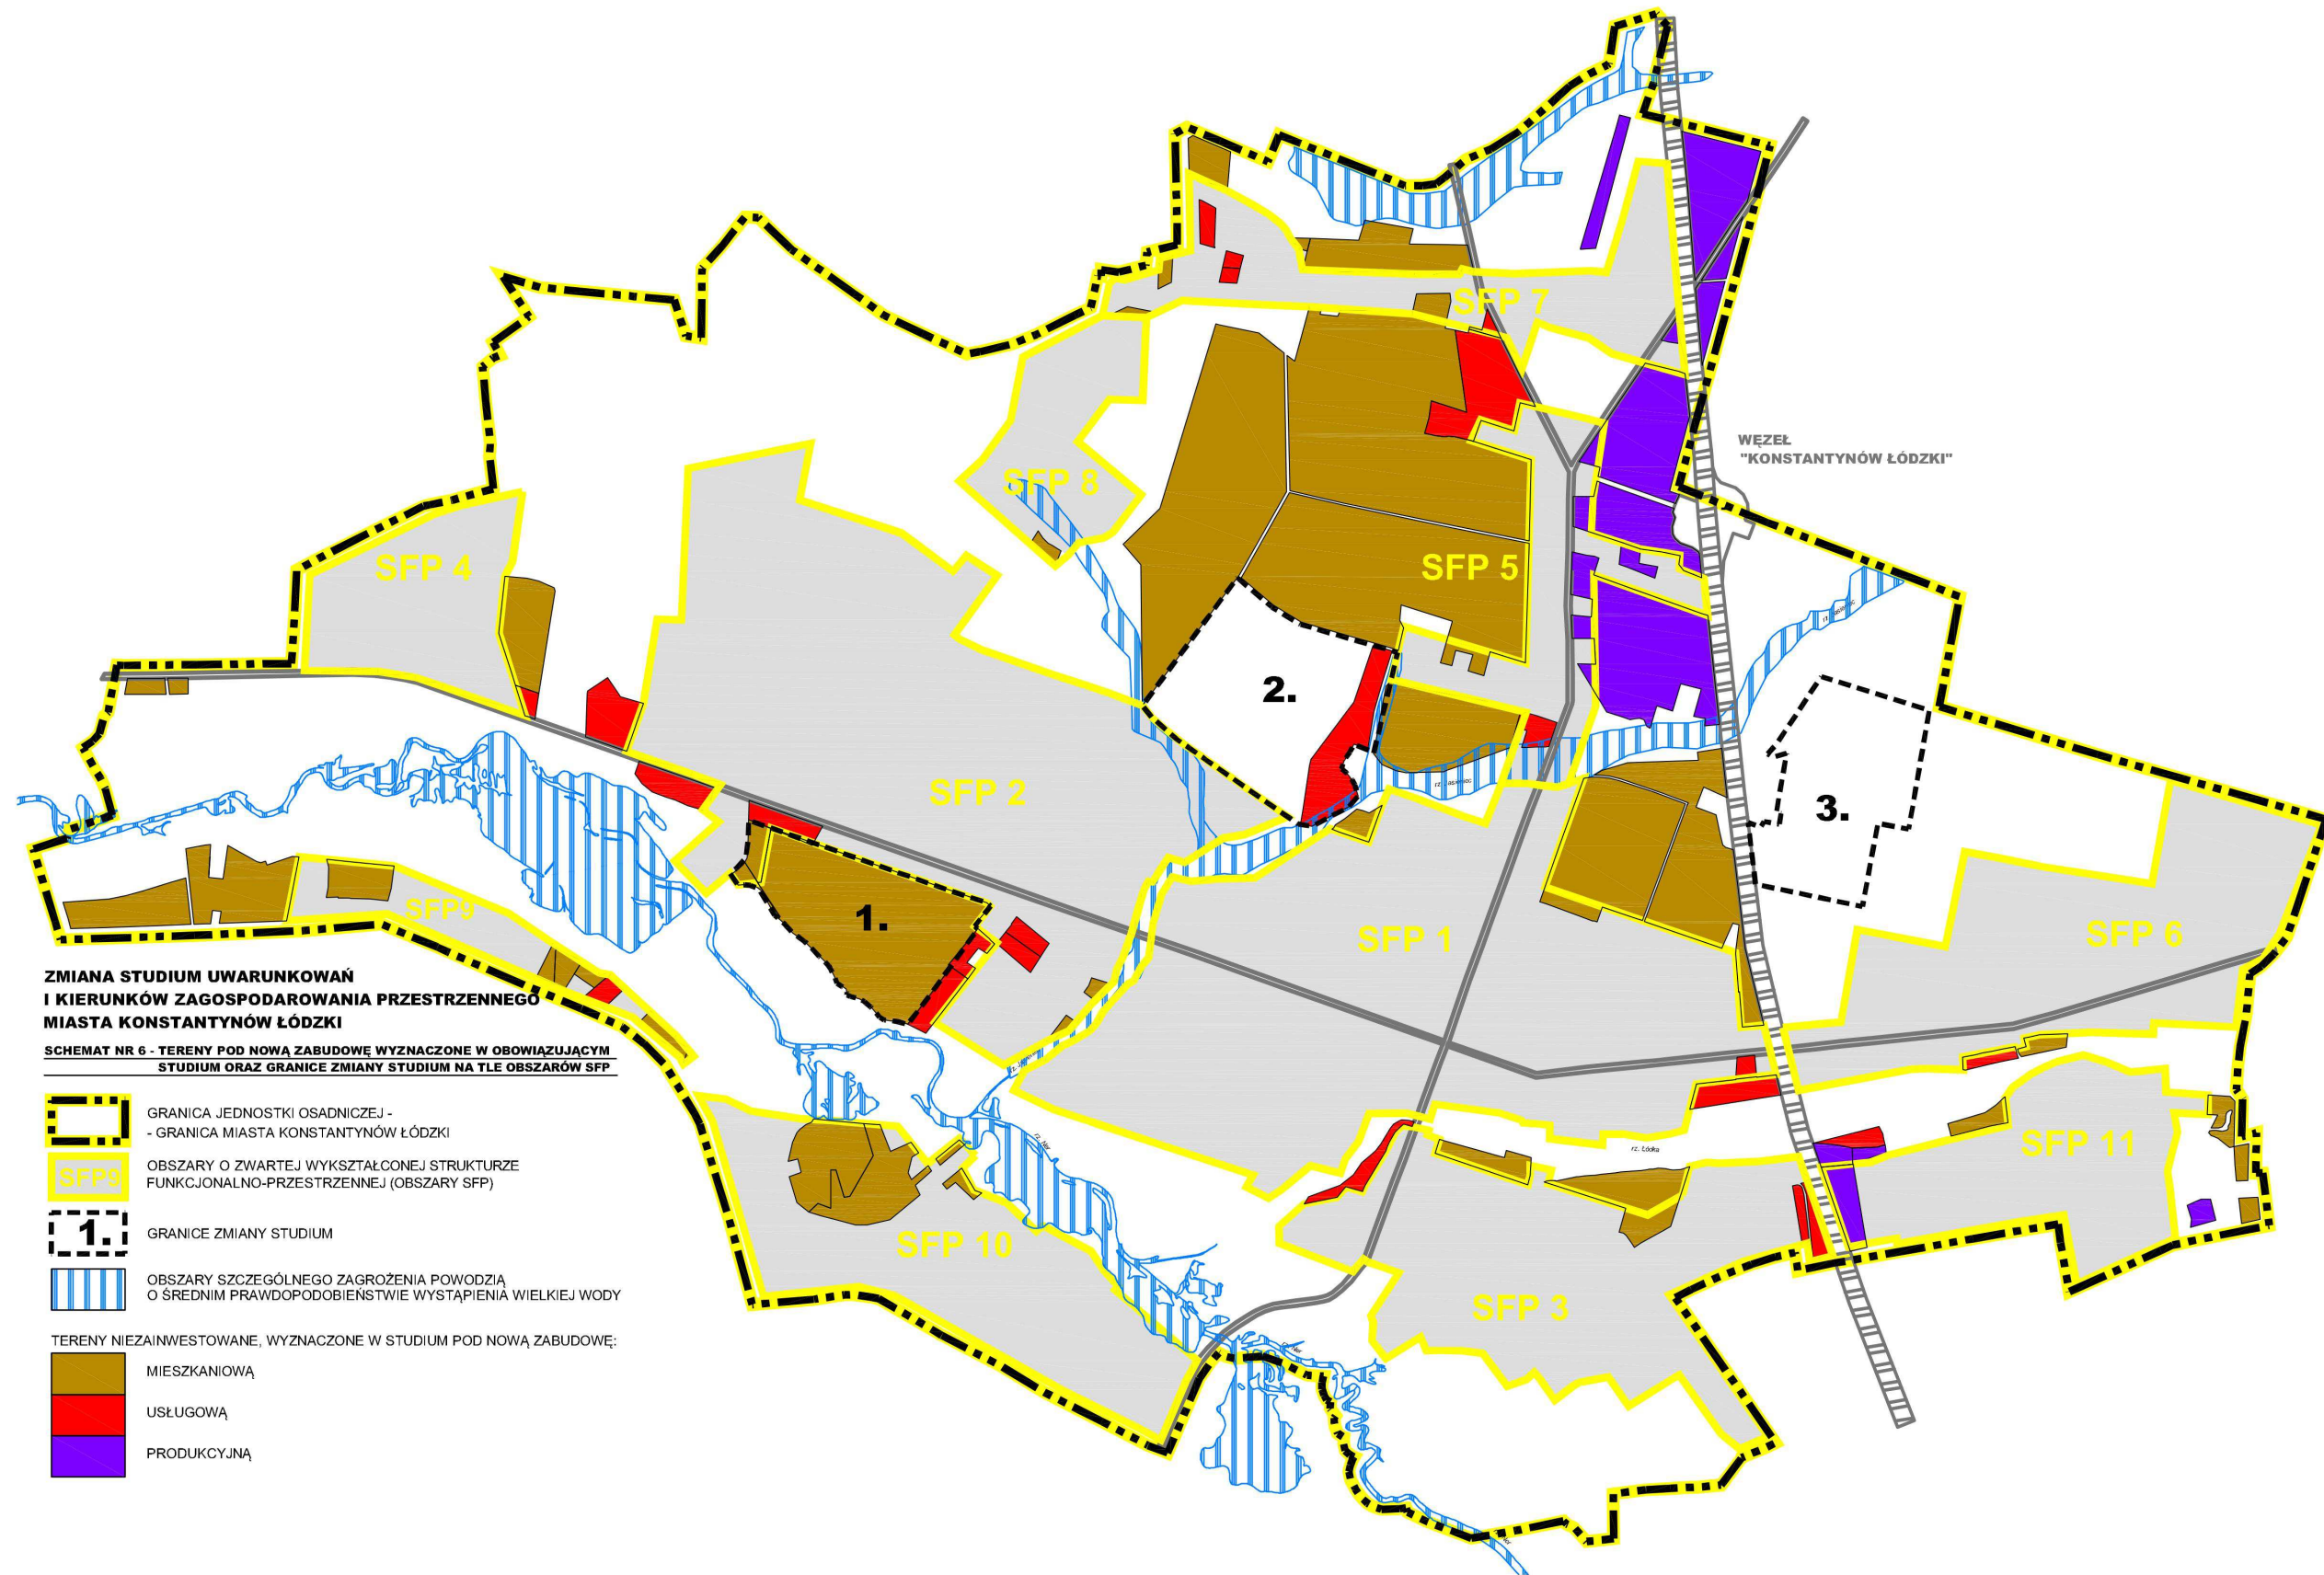 SFP 7
WĘZEŁ
"KONSTANTYNÓW ŁÓDZKI"
SFP 8
SFP 4
SFP 5
2.
SFP 2
3.
SFP9
1.
SFP 1
SFP 6
SFP 11
rz. Łódka
rz. Ner
SFP 10
SFP 3
ZMIANA STUDIUM UWARUNKOWAŃ
I KIERUNKÓW ZAGOSPODAROWANIA PRZESTRZENNEGO
MIASTA KONSTANTYNÓW ŁÓDZKI
SCHEMAT NR 6 - TERENY POD NOWĄ ZABUDOWĘ WYZNACZONE W OBOWIĄZUJĄCYM
STUDIUM ORAZ GRANICE ZMIANY STUDIUM NA TLE OBSZARÓW SFP
GRANICA JEDNOSTKI OSADNICZEJ -
- GRANICA MIASTA KONSTANTYNÓW ŁÓDZKI
SFP9
OBSZARY O ZWARTEJ WYKSZTAŁCONEJ STRUKTURZE
FUNKCJONALNO-PRZESTRZENNEJ (OBSZARY SFP)
1.
GRANICE ZMIANY STUDIUM
OBSZARY SZCZEGÓLNEGO ZAGROŻENIA POWODZIĄ
O ŚREDNIM PRAWDOPODOBIEŃSTWIE WYSTĄPIENIA WIELKIEJ WODY
TERENY NIEZAINWESTOWANE, WYZNACZONE W STUDIUM POD NOWĄ ZABUDOWĘ:
MIESZKANIOWĄ
USŁUGOWĄ
PRODUKCYJNĄ